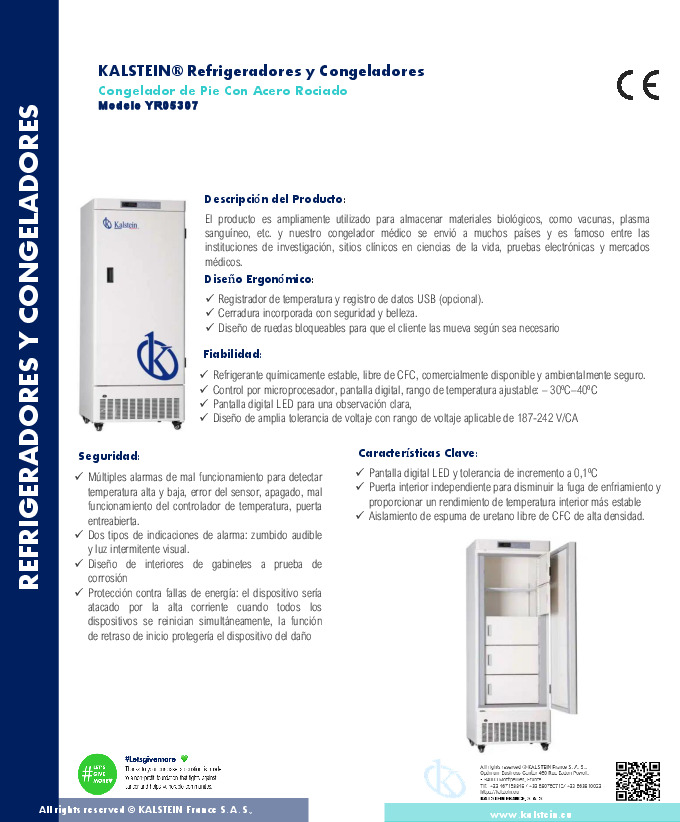 REFRIGERADORES Y CONGELADORES
KALSTEIN® Refrigeradores y Congeladores
Congelador de Pie Con Acero Rociado
Modelo YR05307
CE
Descripción del Producto:
El producto es ampliamente utilizado para almacenar materiales biológicos, como vacunas, plasma
sanguíneo, etc. y nuestro congelador médico se envió a muchos países y es famoso entre las
instituciones de investigación, sitios clínicos en ciencias de la vida, pruebas electrónicas y mercados
médicos.
Kalstein
Diseño Ergonómico:
✓ Registrador de temperatura y registro de datos USB (opcional).
✓ Cerradura incorporada con seguridad y belleza.
✓ Diseño de ruedas bloqueables para que el cliente las mueva según sea necesario
Fiabilidad:
✓ Refrigerante químicamente estable, libre de CFC, comercialmente disponible y ambientalmente seguro.
✓ Control por microprocesador, pantalla digital, rango de temperatura ajustable: – 30ºC–40ºC
✓ Pantalla digital LED para una observación clara,
✓ Diseño de amplia tolerancia de voltaje con rango de voltaje aplicable de 187-242 V/CA
Seguridad:
✓ Múltiples alarmas de mal funcionamiento para detectar
temperatura alta y baja, error del sensor, apagado, mal
funcionamiento del controlador de temperatura, puerta
entreabierta.
✓ Dos tipos de indicaciones de alarma: zumbido audible
y luz intermitente visual.
✓ Diseño de interiores de gabinetes a prueba de
corrosión
✓ Protección contra fallas de energía: el dispositivo sería
atacado por la alta corriente cuando todos los
dispositivos se reinician simultáneamente, la función
de retraso de inicio protegería el dispositivo del daño
Características Clave:
✓ Pantalla digital LED y tolerancia de incremento a 0,1ºC
✓ Puerta interior independiente para disminuir la fuga de enfriamiento y
proporcionar un rendimiento de temperatura interior más estable
✓ Aislamiento de espuma de uretano libre de CFC de alta densidad.
# LET'S
GIVE
MORE
#Letsgivemore
All rights reserved ® KALSTEIN France S.A.S.,
KALSTEIN FRANCE, S.A.S
All rights reserved © KALSTEIN France S.A.S.,
www.kalstein.co